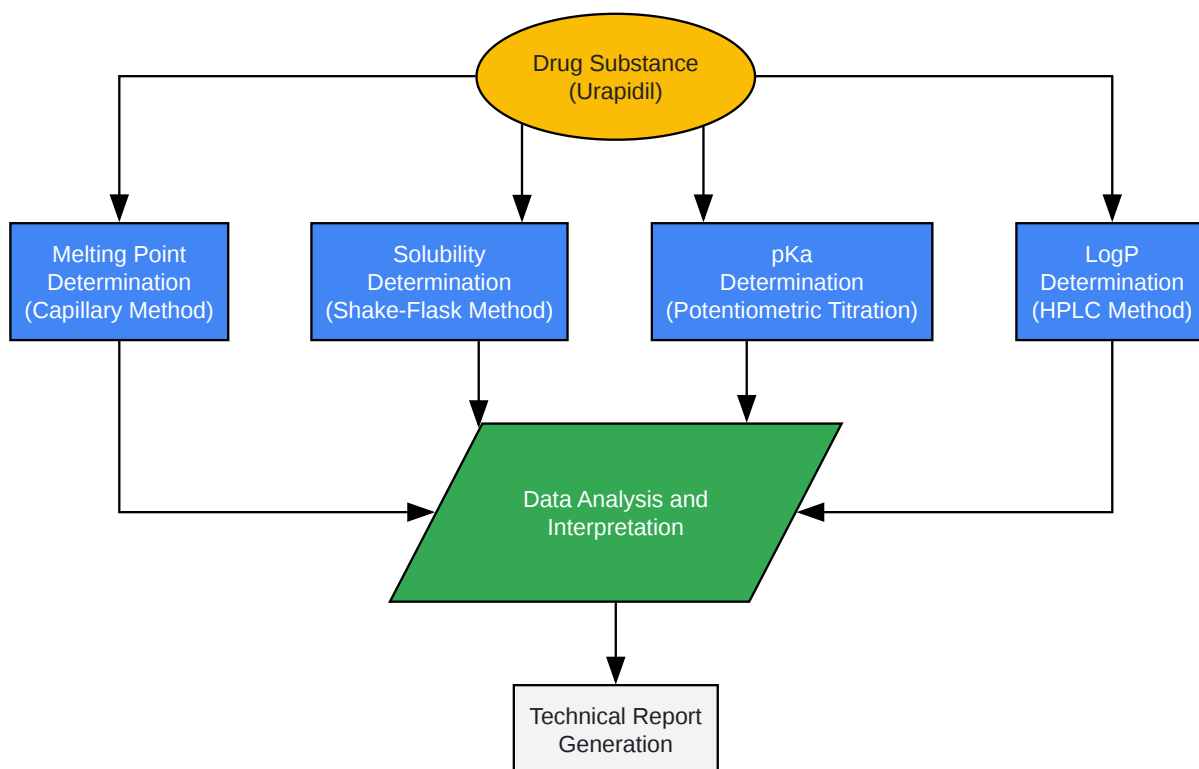 Drug Substance
(Urapidil)
Melting Point
Determination
(Capillary Method)
Solubility
Determination
(Shake-Flask Method)
pKa
Determination
(Potentiometric Titration)
LogP
Determination
(HPLC Method)
Data Analysis and
Interpretation
Technical Report
Generation